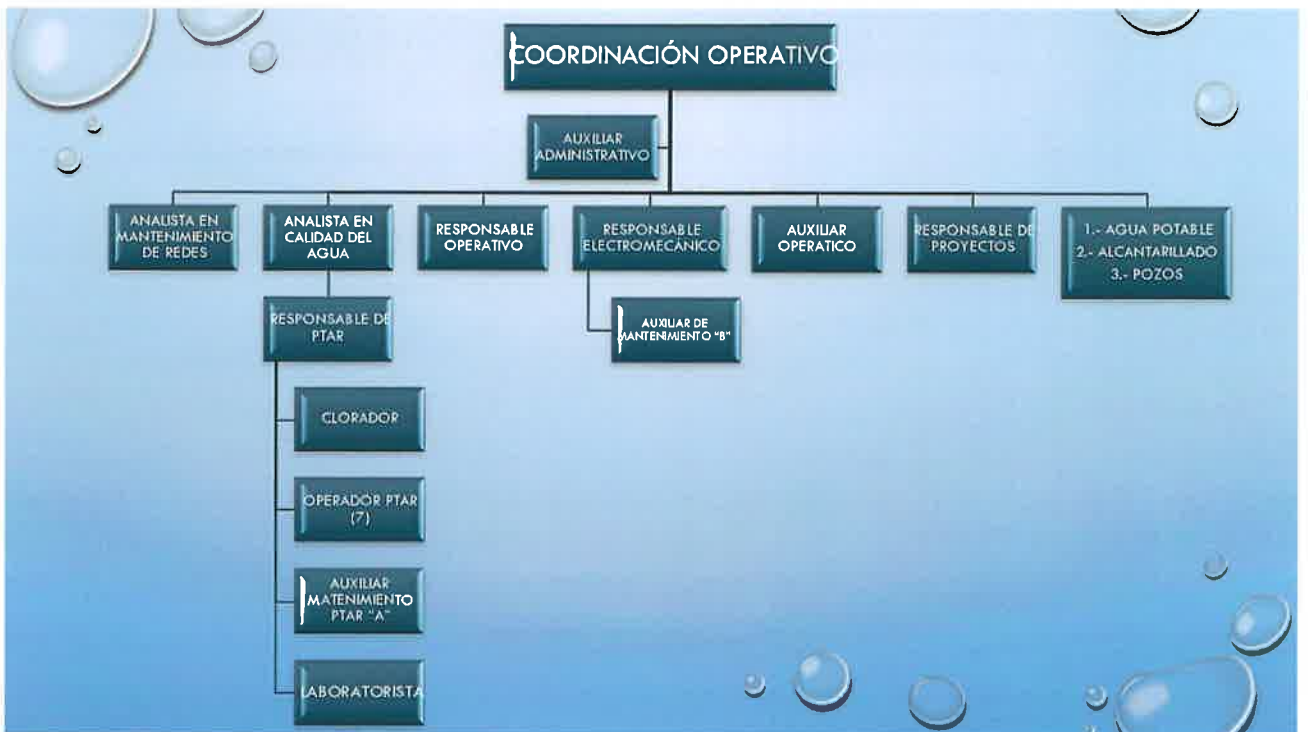 COORDINACIÓN OPERATIVO
AUXILIAR
ADMINISTRATIVO
ANALISTA EN
MANTENIMIENTO
DE REDES
ANALISTA EN
CALIDAD DEL
AGUA
RESPONSABLE
OPERATIVO
RESPONSABLE
ELECTROMECÁNICO
AUXILIAR
OPERATICO
RESPONSABLE DE
PROYECTOS
1.- AGUA POTABLE
2.- ALCANTARILLADO
3.- POZOS
RESPONSABLE DE
PTAR
AUXILIAR DE
MANTENIMIENTO "B"
CLORADOR
OPERADOR PTAR
(7)
AUXILIAR
MATENIMIENTO
PTAR "A"
LABORATORISTA